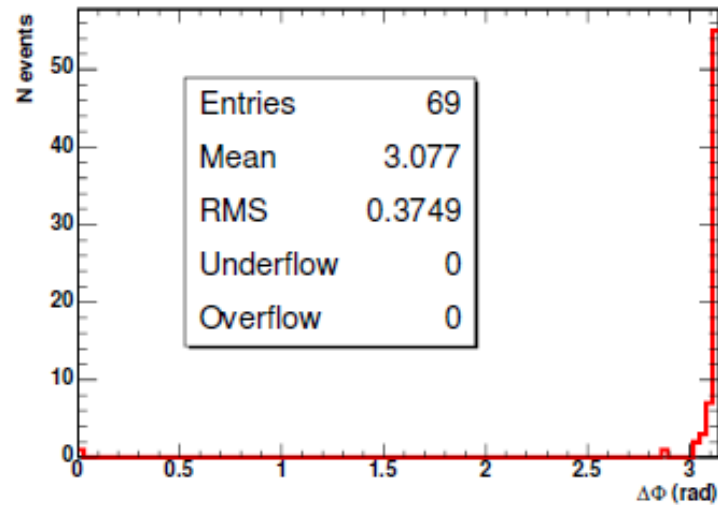 N events
50
40
30
20
10
0
Entries 69
Mean 3.077
RMS 0.3749
Underflow 0
Overflow 0
0 0.5 1 1.5 2 2.5 3
ΔΦ (rad)